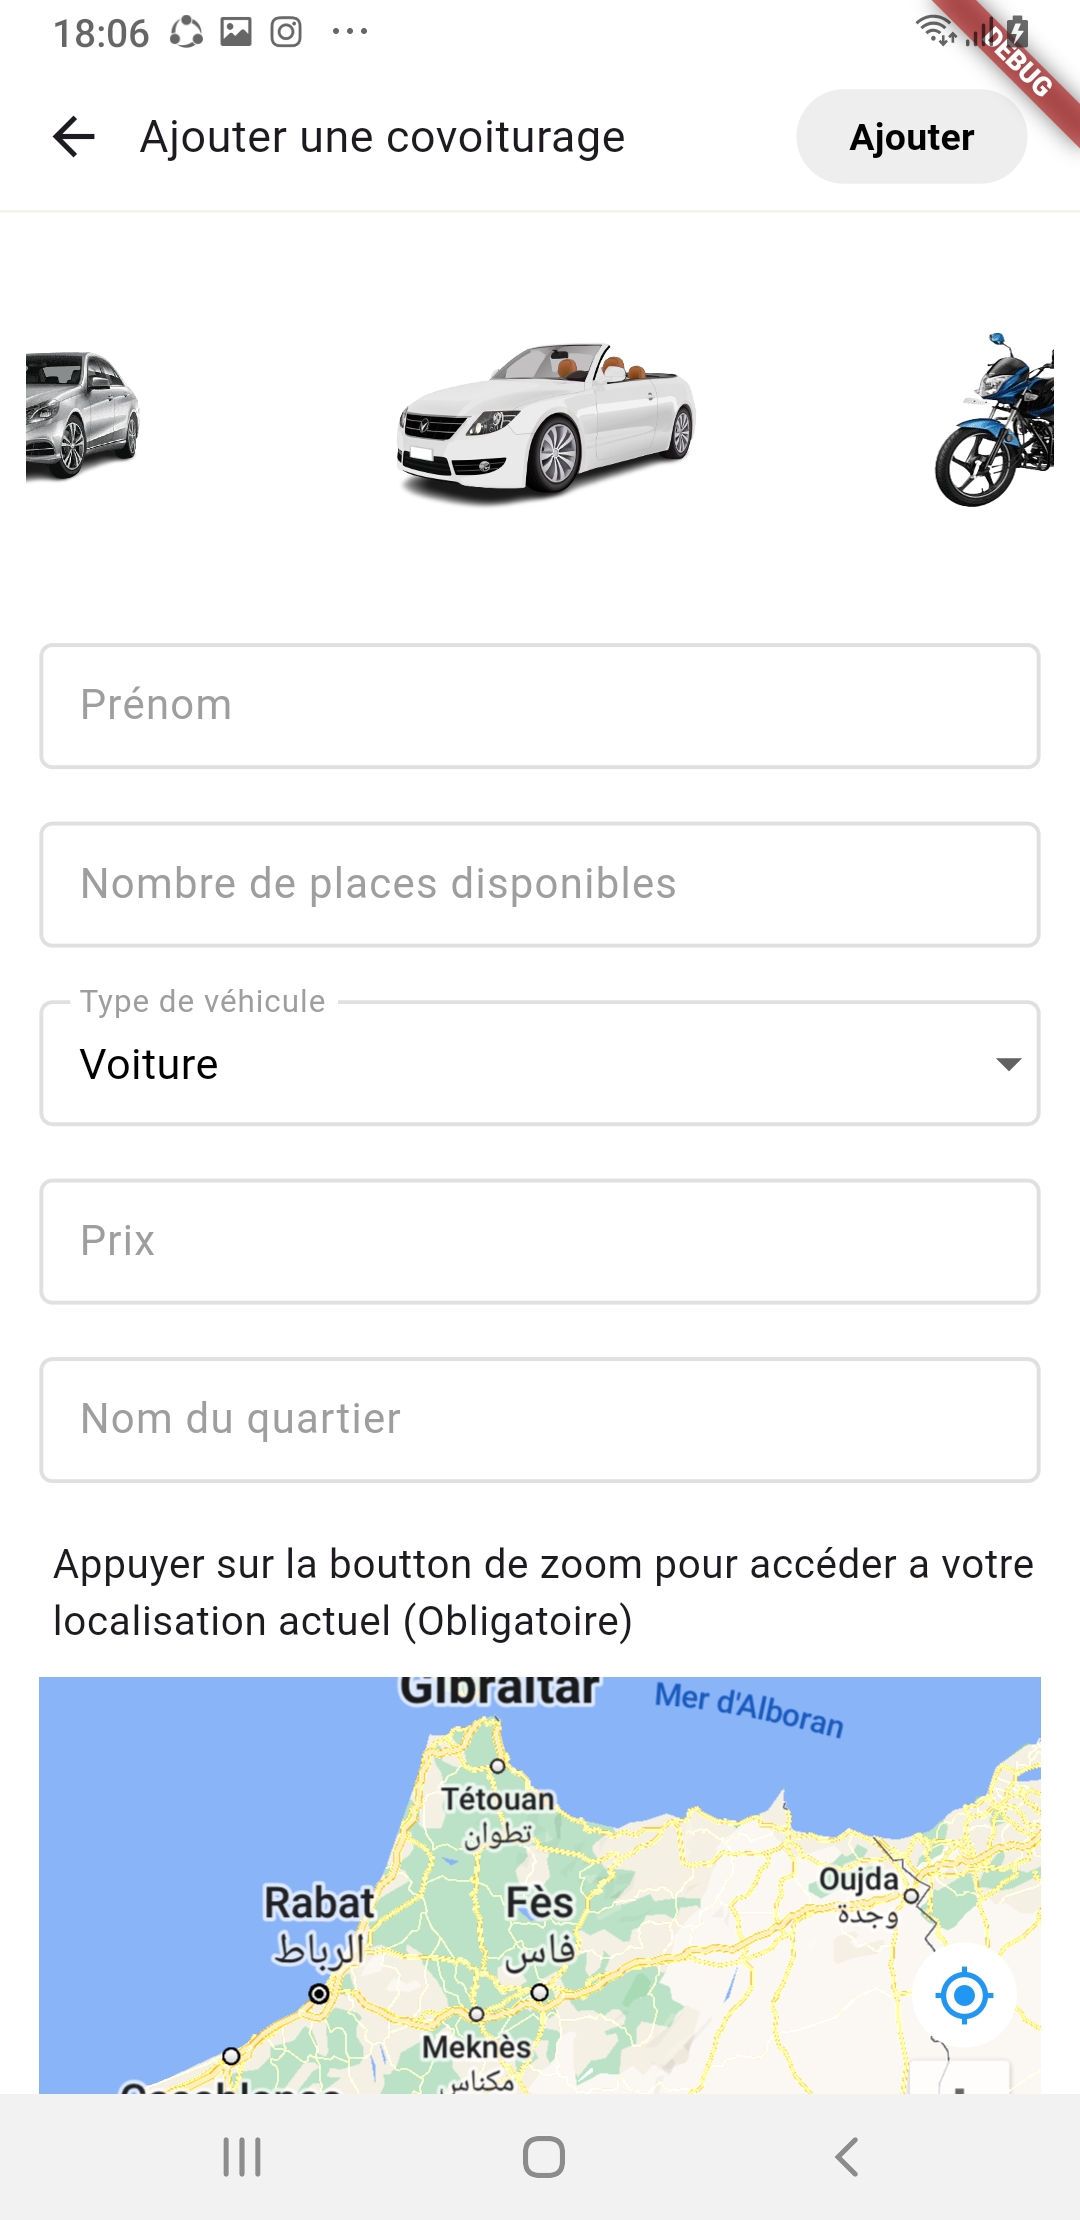 18:06
DEBUG
Ajouter une covoiturage
Ajouter
Prénom
Nombre de places disponibles
Type de véhicule
Voiture
Prix
Nom du quartier
Appuyer sur la boutton de zoom pour accéder a votre
localisation actuel (Obligatoire)
Gibraltar
Mer d'Alboran
Tétouan
تطوان
Oujda
وجدة
Rabat
الرباط
Fès
فاس
Meknès
مكناس
Casablanca